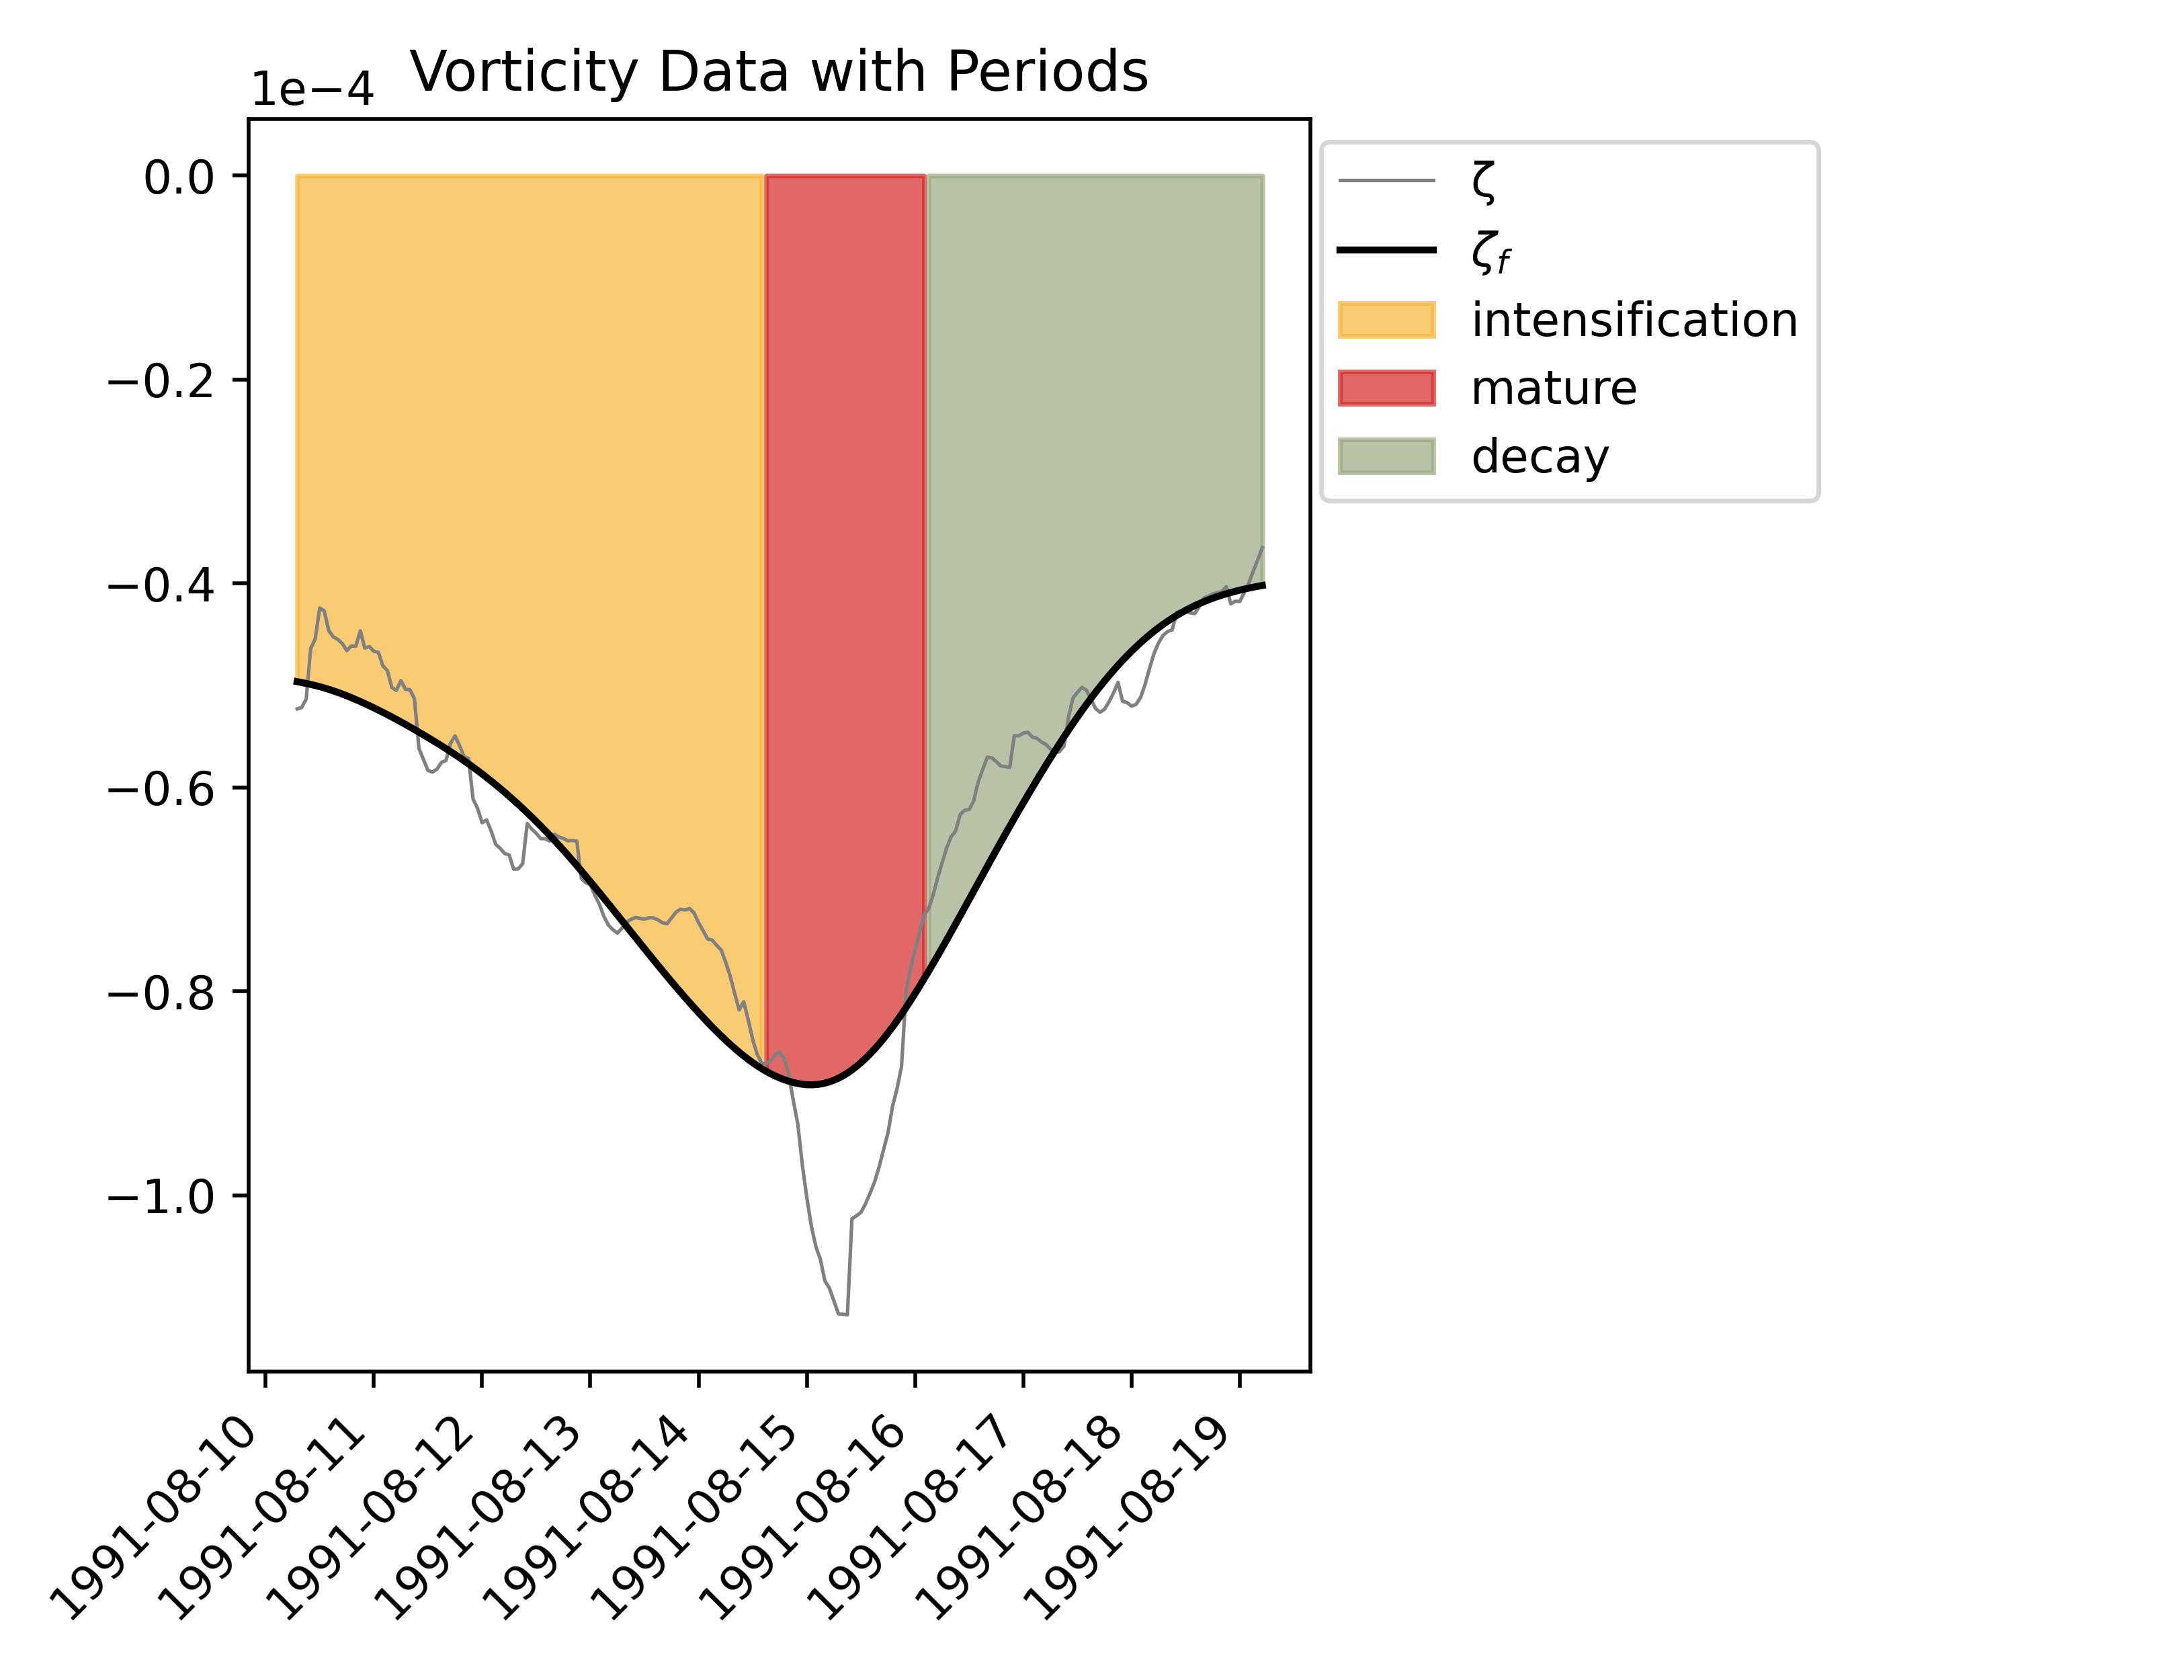 Vorticity Data with Periods
1e−4
0.0
−0.2
−0.4
−0.6
−0.8
−1.0
1991-08-10
1991-08-11
1991-08-12
1991-08-13
1991-08-14
1991-08-15
1991-08-16
1991-08-17
1991-08-18
1991-08-19
ζ
ζf
intensification
mature
decay